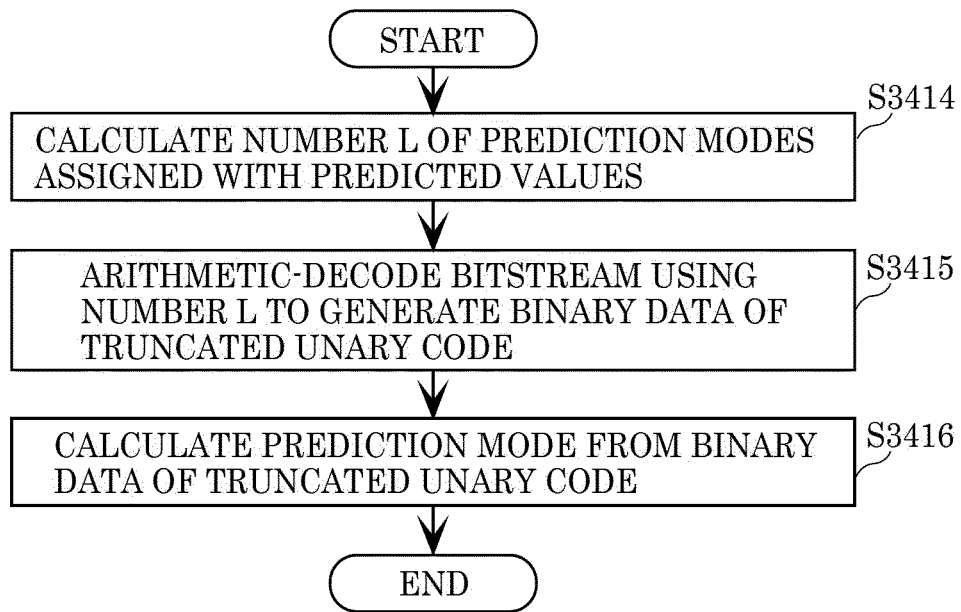 START
S3414
CALCULATE NUMBER L OF PREDICTION MODES
ASSIGNED WITH PREDICTED VALUES
S3415
ARITHMETIC-DECODE BITSTREAM USING
NUMBER L TO GENERATE BINARY DATA OF
TRUNCATED UNARY CODE
S3416
CALCULATE PREDICTION MODE FROM BINARY
DATA OF TRUNCATED UNARY CODE
END